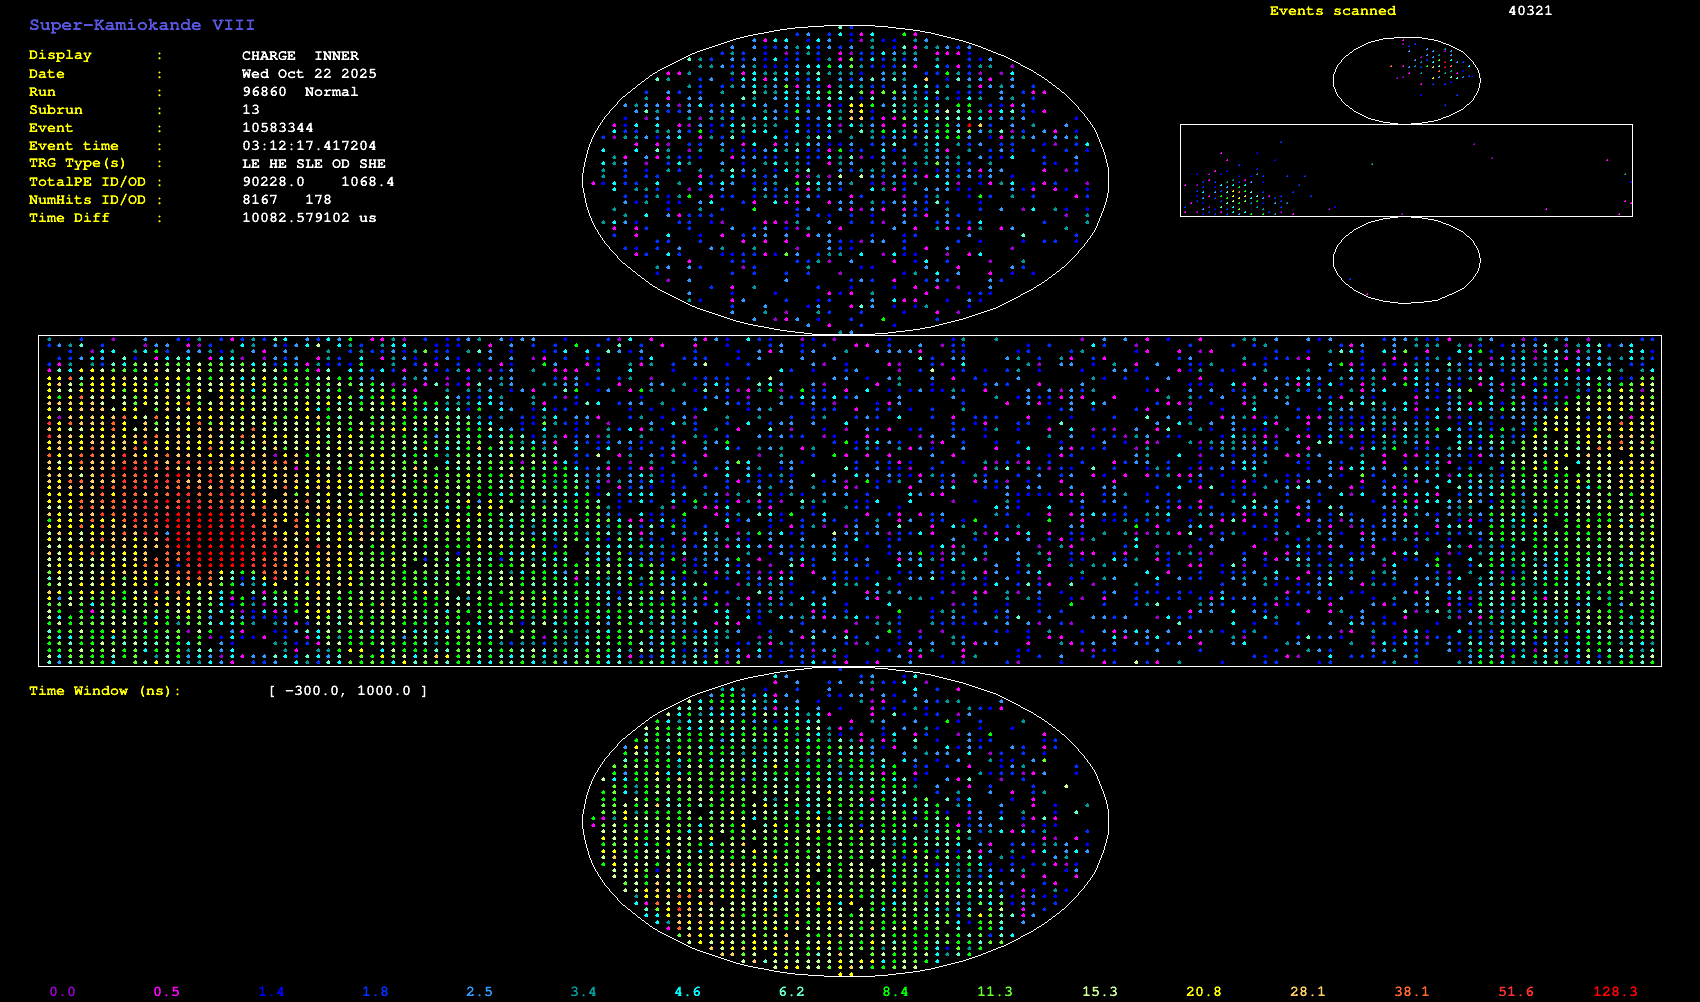 Super-Kamiokande VIII
Display : CHARGE INNER
Date : Wed Oct 22 2025
Run : 96860 Normal
Subrun : 13
Event : 10583344
Event time : 03:12:17.417204
TRG Type(s) : LE HE SLE OD SHE
TotalPE ID/OD : 90228.0 1068.4
NumHits ID/OD : 8167 178
Time Diff : 10082.579102 us
Events scanned 40321
Time Window (ns): [ -300.0, 1000.0 ]
0.0 0.5 1.4 1.8 2.5 3.4 4.6 6.2 8.4 11.3 15.3 20.8 28.1 38.1 51.6 128.3